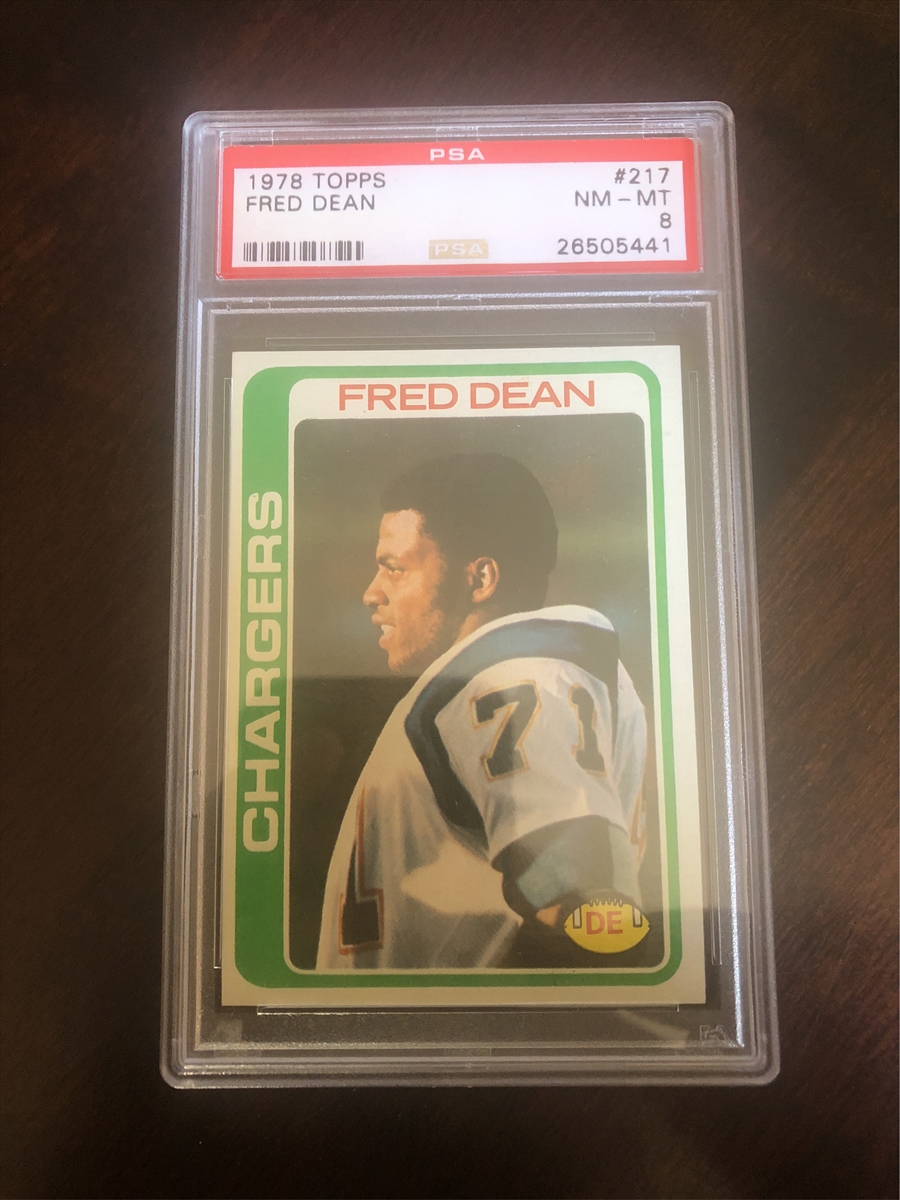 PSA
1978 TOPPS #217
FRED DEAN NM - MT
8
PSA 26505441
FRED DEAN
CHARGERS
71
DE